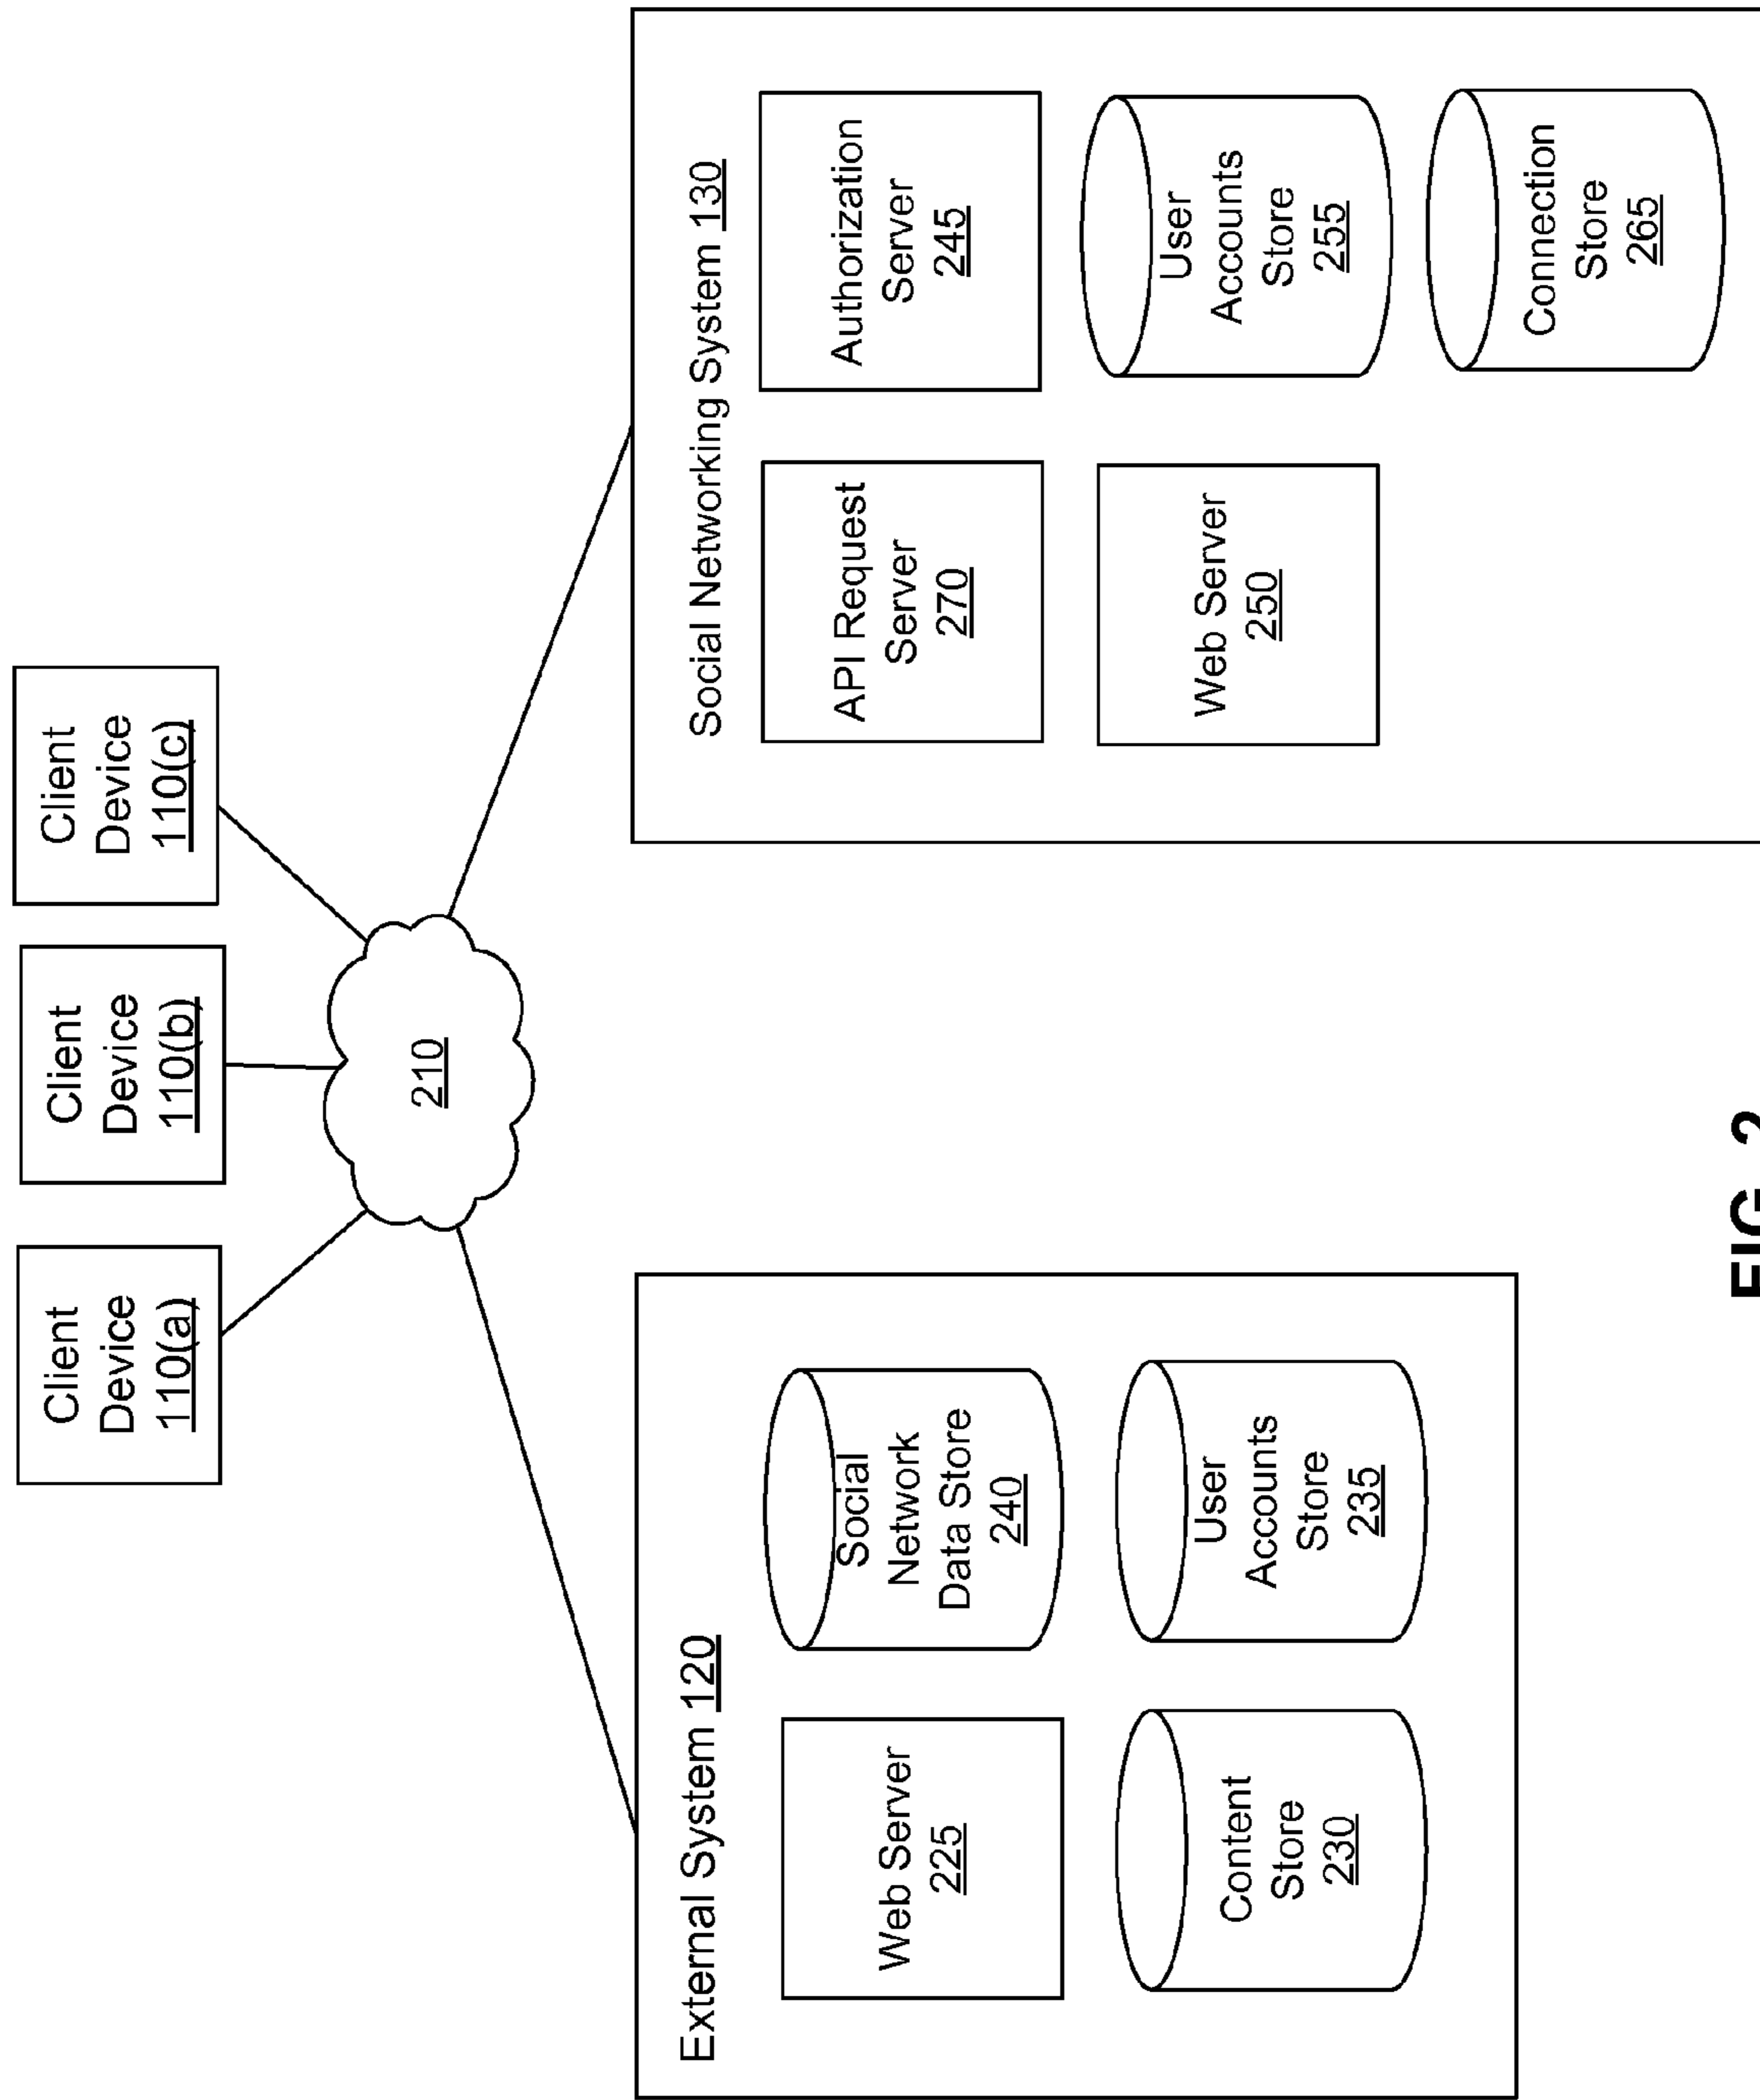 Client
Device
110(a)
Client
Device
110(b)
Client
Device
110(c)
210
External System 120
Web Server
225
Social
Network
Data Store
240
Content
Store
230
User
Accounts
Store
235
Social Networking System 130
API Request
Server
270
Authorization
Server
245
Web Server
250
User
Accounts
Store
255
Connection
Store
265
FIG. 2